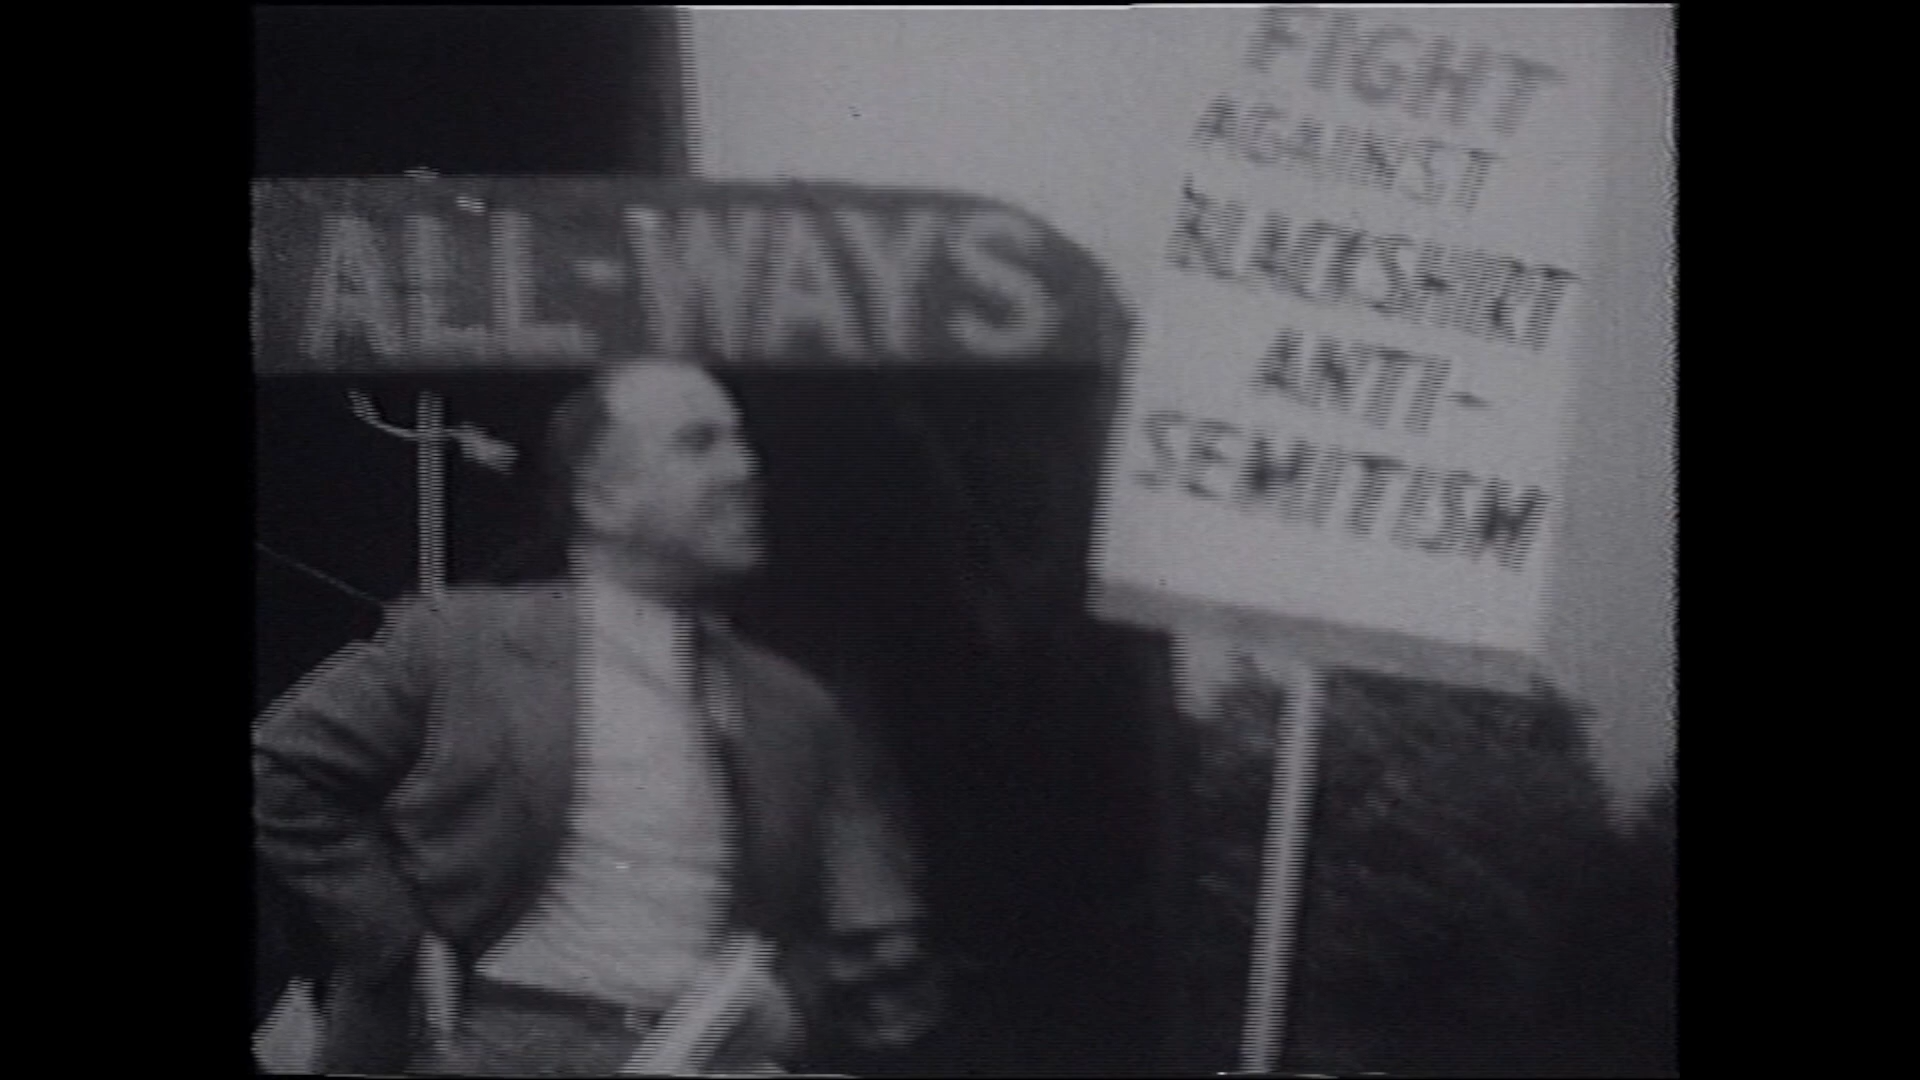 ALL-WAYS
FIGHT
AGAINST
BLACKSHIRT
ANTI-
SEMITISM